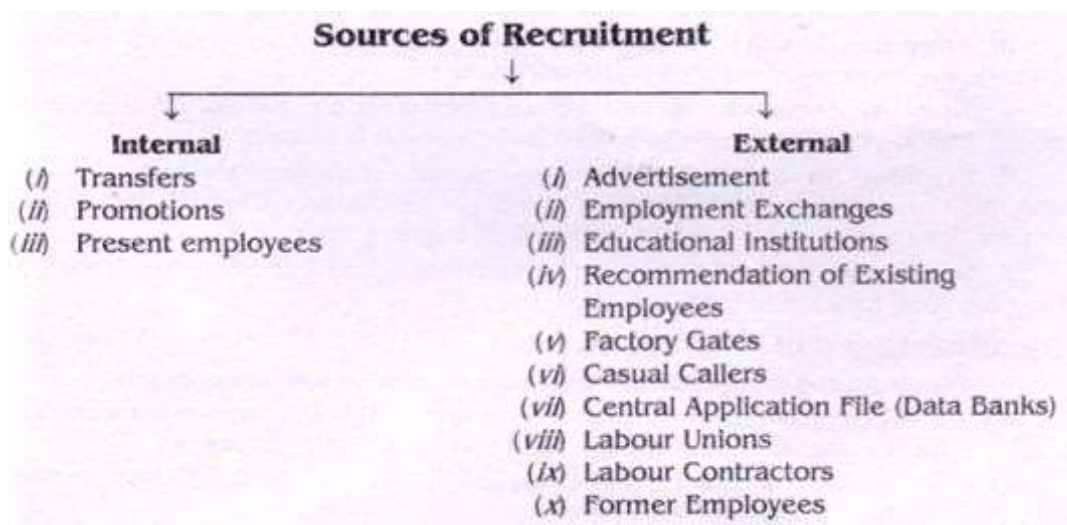 Sources of Recruitment
Internal
(i) Transfers
(ii) Promotions
(iii) Present employees
External
(i) Advertisement
(ii) Employment Exchanges
(iii) Educational Institutions
(iv) Recommendation of Existing
Employees
(v) Factory Gates
(vi) Casual Callers
(vii) Central Application File (Data Banks)
(viii) Labour Unions
(ix) Labour Contractors
(x) Former Employees